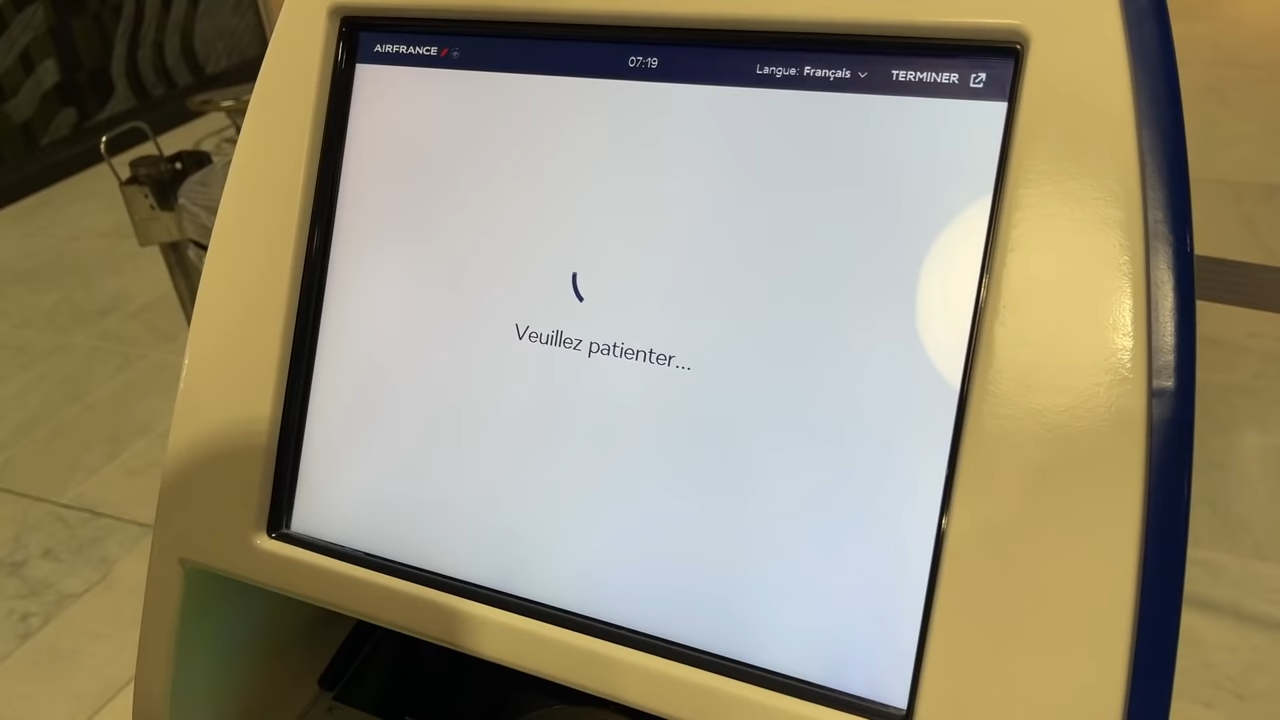 AIRFRANCE
07:19
Langue: Français
TERMINER
Veuillez patienter...